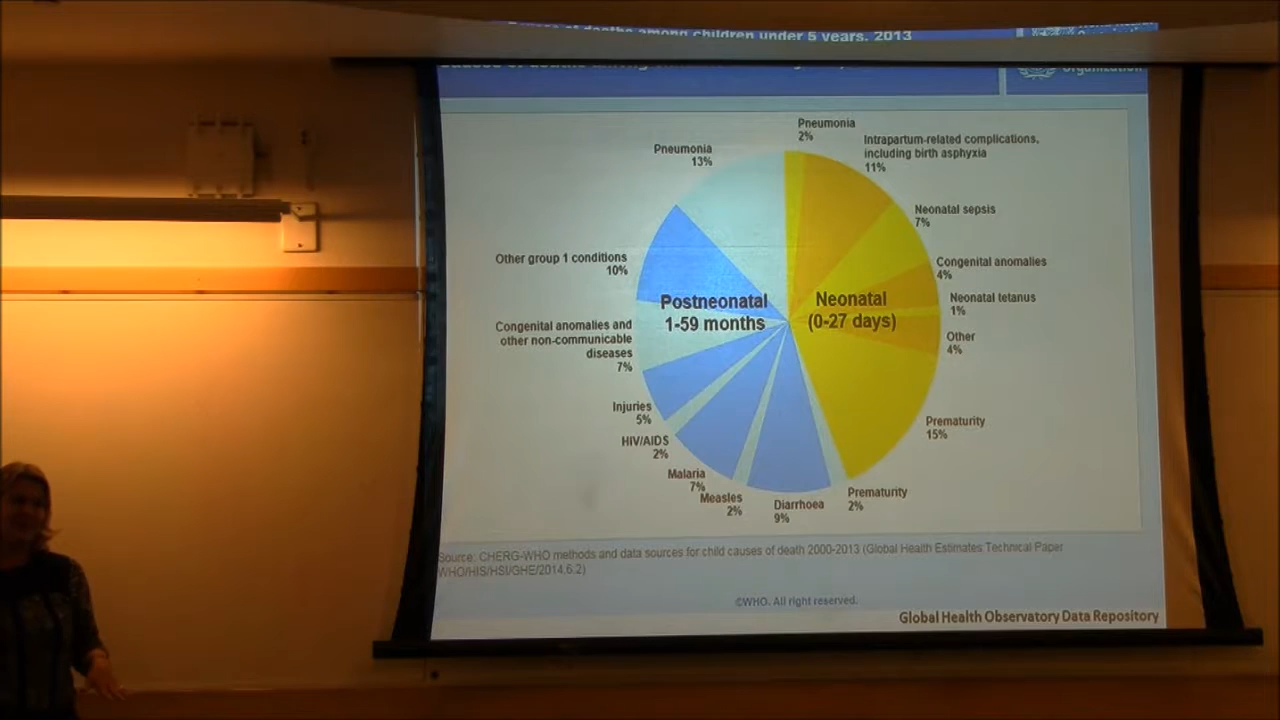 Causes of deaths among children under 5 years, 2013
Organization
Pneumonia
2%
Intrapartum-related complications,
including birth asphyxia
11%
Neonatal sepsis
7%
Congenital anomalies
4%
Neonatal tetanus
1%
Other
4%
Prematurity
15%
Prematurity
2%
Diarrhoea
9%
Measles
2%
Malaria
7%
HIV/AIDS
2%
Injuries
5%
Congenital anomalies and
other non-communicable
diseases
7%
Other group 1 conditions
10%
Pneumonia
13%
Postneonatal
1-59 months
Neonatal
(0-27 days)
Source: CHERG-WHO methods and data sources for child causes of death 2000-2013 (Global Health Estimates Technical Paper
WHO/HIS/HSI/GHE/2014.6.2)
©WHO. All right reserved.
Global Health Observatory Data Repository